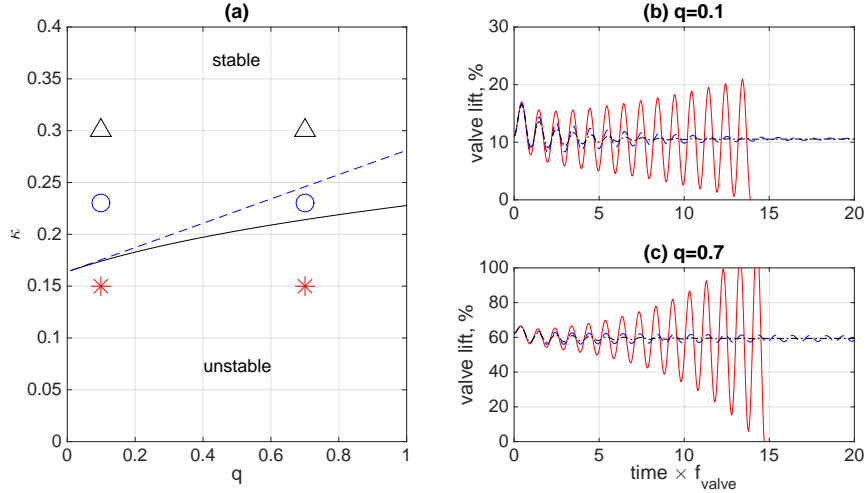 (a)
0.4
0.35
0.3
0.25
0.2
0.15
0.1
0.05
0
κ
stable
unstable
0 0.2 0.4 0.6 0.8 1
q
(b) q=0.1
30
20
10
0
valve lift, %
0 5 10 15 20
(c) q=0.7
100
80
60
40
20
0
valve lift, %
0 5 10 15 20
time × f_valve